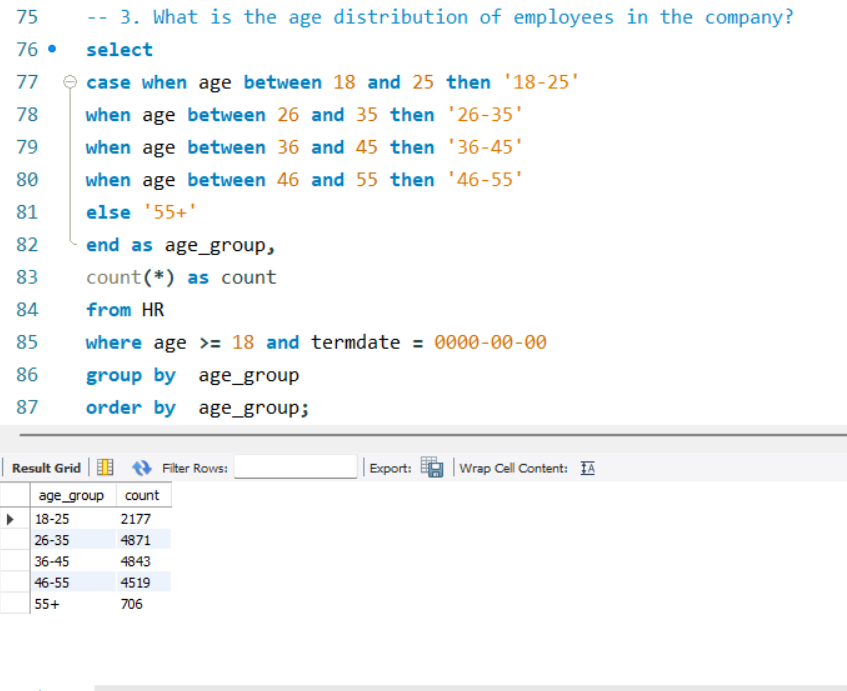 75 -- 3. What is the age distribution of employees in the company?
76 select
77 case when age between 18 and 25 then '18-25'
78 when age between 26 and 35 then '26-35'
79 when age between 36 and 45 then '36-45'
80 when age between 46 and 55 then '46-55'
81 else '55+'
82 end as age_group,
83 count(*) as count
84 from HR
85 where age >= 18 and termdate = 0000-00-00
86 group by age_group
87 order by age_group;
Result Grid Filter Rows: Export: Wrap Cell Content: IA
age_group count
18-25 2177
26-35 4871
36-45 4843
46-55 4519
55+ 706